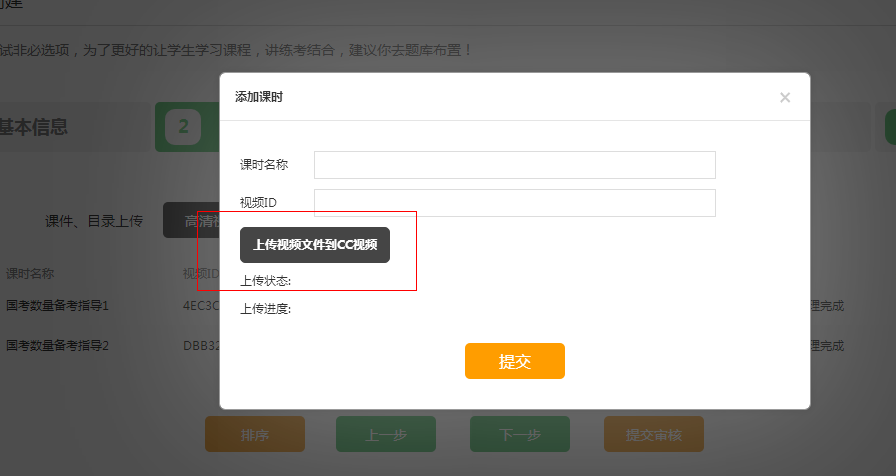 创建
试非必选项，为了更好的让学生学习课程，讲练考结合，建议你去题库布置！
添加课时
×
基本信息
2
课时名称
视频ID
课件、目录上传
高清视
上传视频文件到CC视频
课时名称
视频ID
上传状态:
国考数量备考指导1
4EC3C
上传进度:
理完成
国考数量备考指导2
DBB32
理完成
提交
排序
上一步
下一步
提交审核